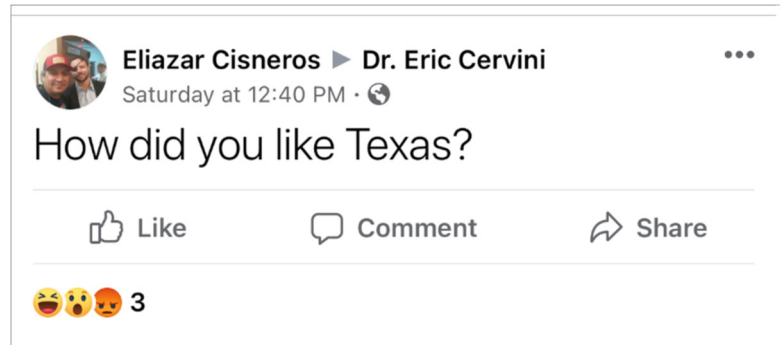 Eliazar Cisneros ▶ Dr. Eric Cervini
Saturday at 12:40 PM ·
How did you like Texas?
Like Comment Share
3